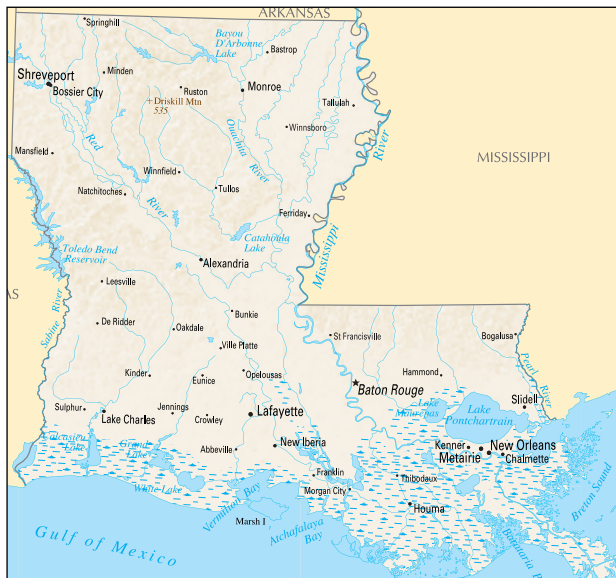 ARKANSAS
Springhill
Bayou
D'Arbonne
Lake
Bastrop
Shreveport
Minden
Bossier City
Ruston
Monroe
+ Driskill Mtn
535
Tallulah
Winnsboro
Ouachita River
Red
River
Mississippi
River
MISSISSIPPI
Mansfield
Winnfield
Natchitoches
Tullos
Ferriday
Catahoula
Lake
Toledo Bend
Reservoir
Alexandria
AS
Leesville
Sabine River
De Ridder
Oakdale
Bunkie
Ville Platte
St Francisville
Bogalusa
Pearl River
Kinder
Eunice
Opelousas
Hammond
Baton Rouge
Sulphur
Lake Charles
Jennings
Crowley
Lafayette
Lake
Maurepas
Lake
Pontchartrain
Slidell
Calcasieu
Lake
Grand
Lake
Abbeville
New Iberia
Kenner
Metairie
New Orleans
Chalmette
White Lake
Vermilion Bay
Franklin
Morgan City
Thibodaux
Breton Sound
Marsh I
Atchafalaya
Bay
Houma
Gulf of Mexico